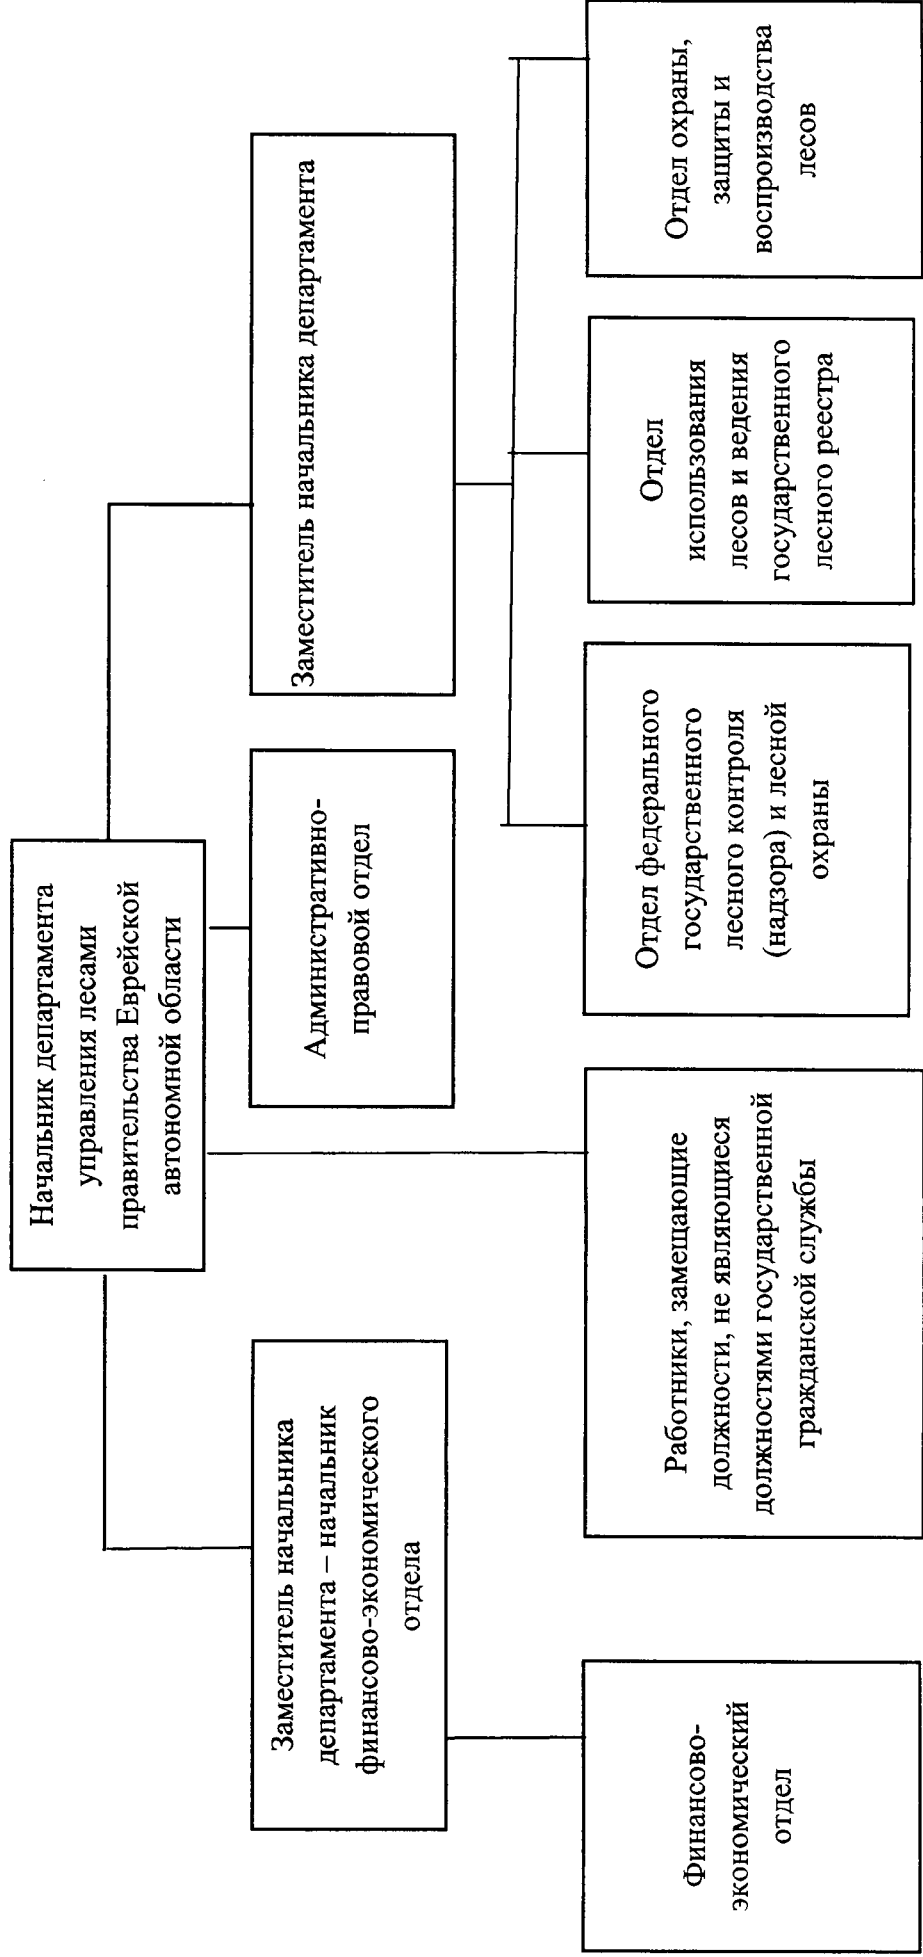 Начальник департамента
управления лесами
правительства Еврейской
автономной области
Заместитель начальника
департамента – начальник
финансово-экономического
отдела
Административно-
правовой отдел
Заместитель начальника департамента
Финансово-
экономический
отдел
Работники, замещающие
должности, не являющиеся
должностями государственной
гражданской службы
Отдел федерального
государственного
лесного контроля
(надзора) и лесной
охраны
Отдел
использования
лесов и ведения
государственного
лесного реестра
Отдел охраны,
защиты и
воспроизводства
лесов